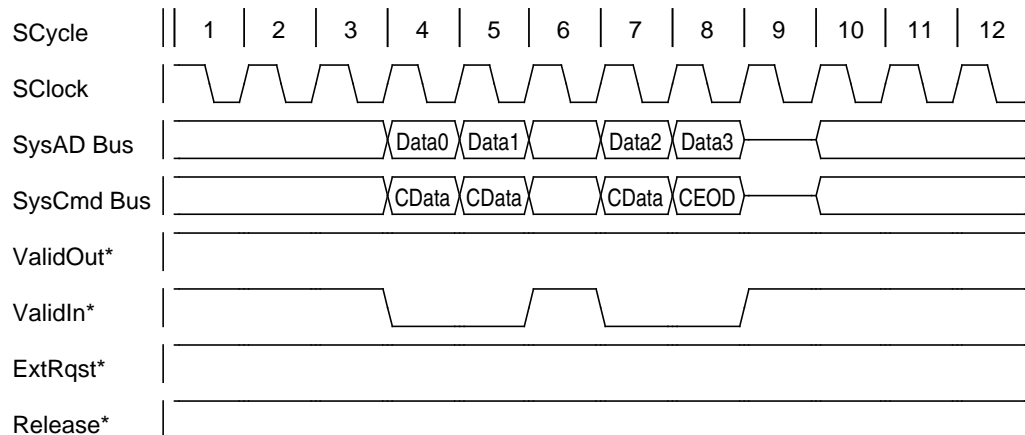 SCycle 1 2 3 4 5 6 7 8 9 10 11 12
SClock
SysAD Bus Data0 Data1 Data2 Data3
SysCmd Bus CData CData CData CEOD
ValidOut*
ValidIn*
ExtRqst*
Release*